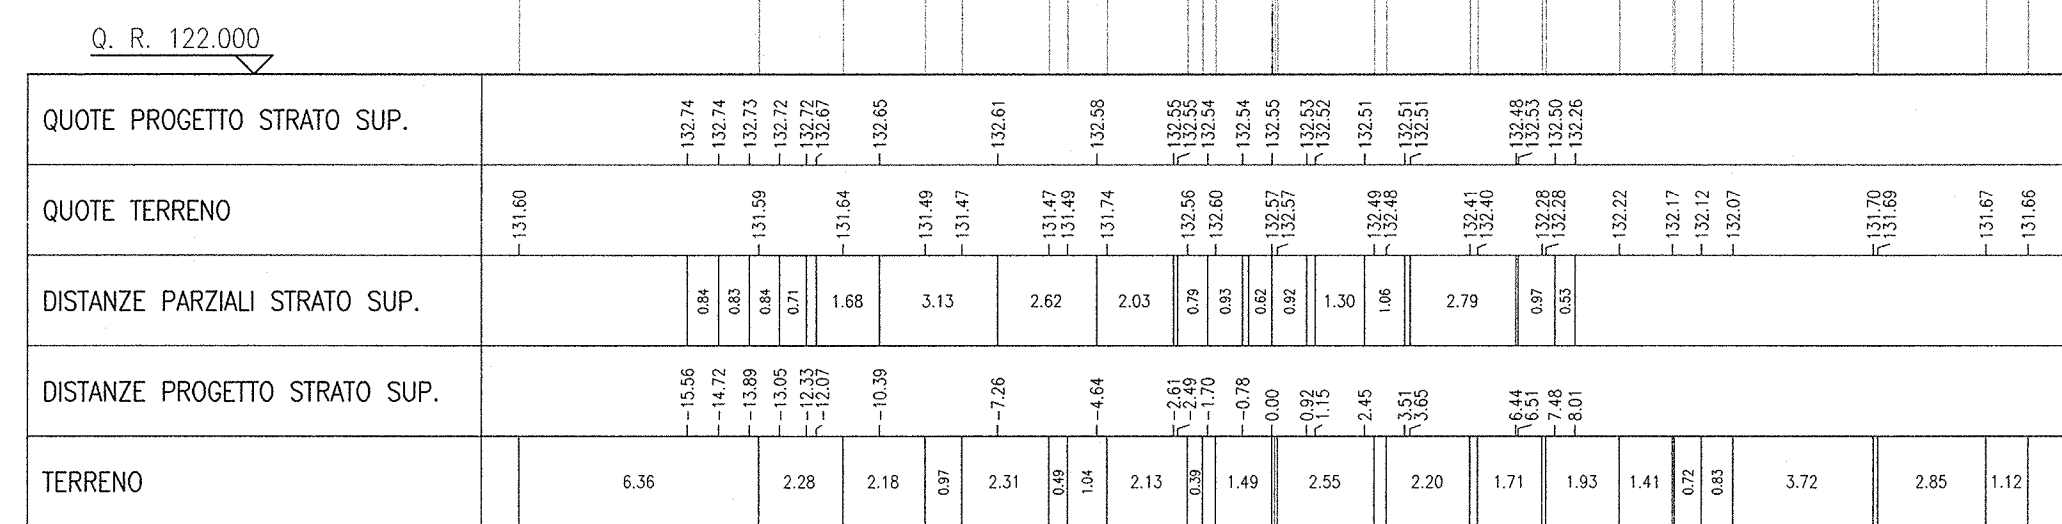 Q. R. 122.000
QUOTE PROGETTO STRATO SUP. 132.74 132.74 132.73 132.72 132.72 132.67 132.65 132.61 132.58 132.55 132.55 132.54 132.54 132.55 132.53 132.52 132.51 132.51 132.51 132.48 132.53 132.50 132.26
QUOTE TERRENO 131.60 131.59 131.64 131.49 131.47 131.47 131.49 131.74 132.56 132.60 132.57 132.57 132.49 132.48 132.41 132.40 132.28 132.28 132.22 132.17 132.12 132.07 131.70 131.69 131.67 131.66
DISTANZE PARZIALI STRATO SUP. 0.84 0.83 0.84 0.71 1.68 3.13 2.62 2.03 0.79 0.93 0.62 0.92 1.30 1.06 2.79 0.97 0.53
DISTANZE PROGETTO STRATO SUP. -15.56 -14.72 -13.89 -13.05 -12.33 -12.07 -10.39 -7.26 -4.64 -2.61 -2.49 -1.70 -0.78 0.00 0.92 1.15 2.45 3.51 3.65 6.44 6.51 7.48 8.01
TERRENO 6.36 2.28 2.18 0.97 2.31 0.49 1.04 2.13 0.39 1.49 2.55 2.20 1.71 1.93 1.41 0.72 0.83 3.72 2.85 1.12